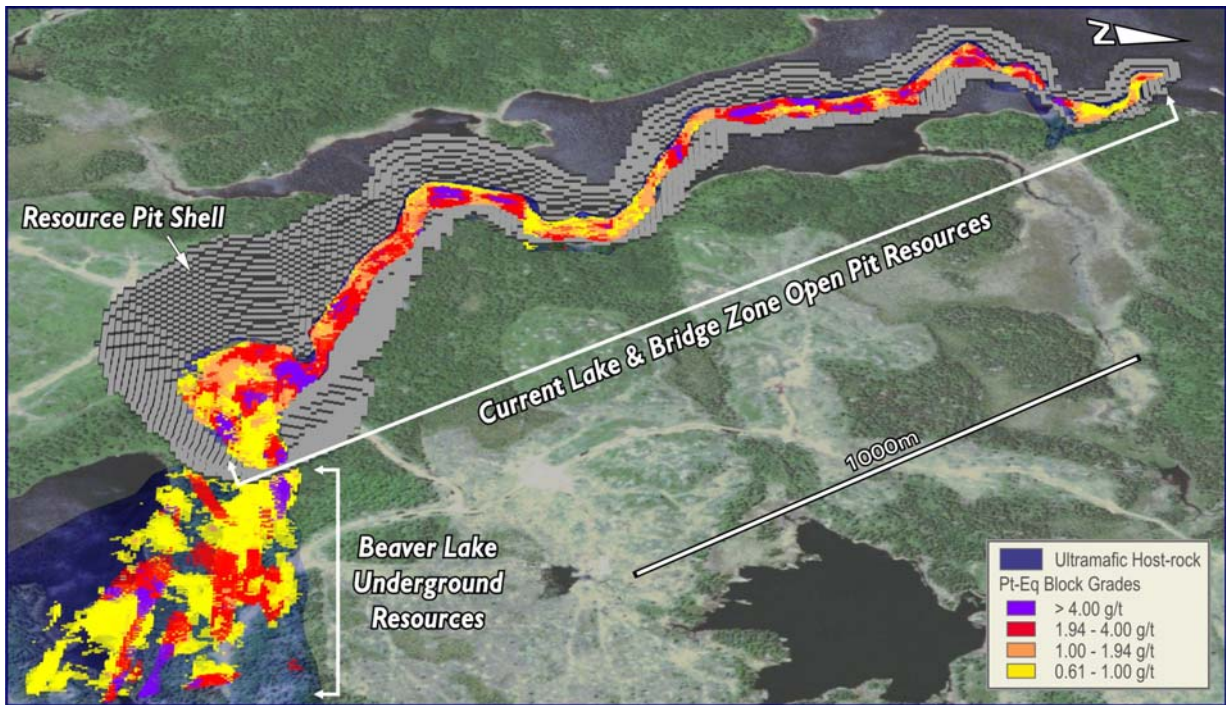 N
Resource Pit Shell
Current Lake & Bridge Zone Open Pit Resources
1000m
Beaver Lake
Underground
Resources
Ultramafic Host-rock
Pt-Eq Block Grades
> 4.00 g/t
1.94 - 4.00 g/t
1.00 - 1.94 g/t
0.61 - 1.00 g/t